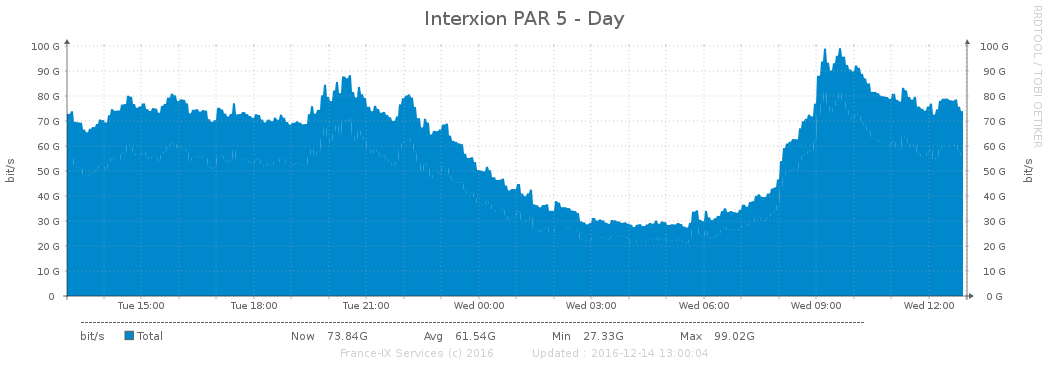 Interxion PAR 5 - Day
RRDTOOL / TOBI OETIKER
bit/s
100 G
90 G
80 G
70 G
60 G
50 G
40 G
30 G
20 G
10 G
0
100 G
90 G
80 G
70 G
60 G
50 G
40 G
30 G
20 G
10 G
0 G
bit/s
Tue 15:00 Tue 18:00 Tue 21:00 Wed 00:00 Wed 03:00 Wed 06:00 Wed 09:00 Wed 12:00
bit/s Total Now 73.84G Avg 61.54G Min 27.33G Max 99.02G
France-IX Services (c) 2016 Updated : 2016-12-14 13:00:04